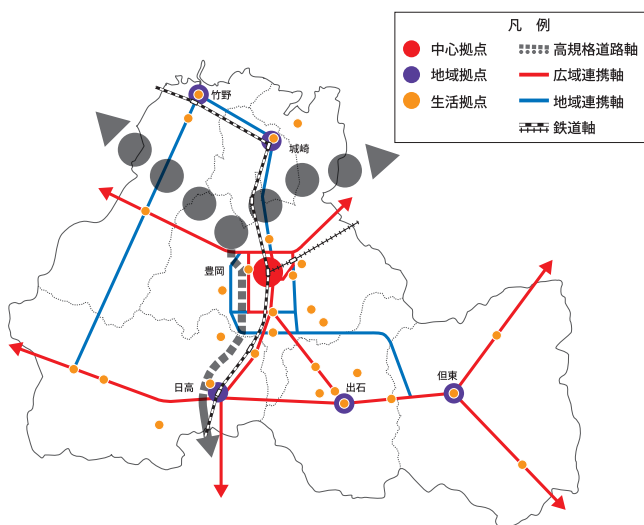 凡 例
中心拠点
高規格道路軸
地域拠点
広域連携軸
生活拠点
地域連携軸
鉄道軸
竹野
城崎
豊岡
日高
出石
但東